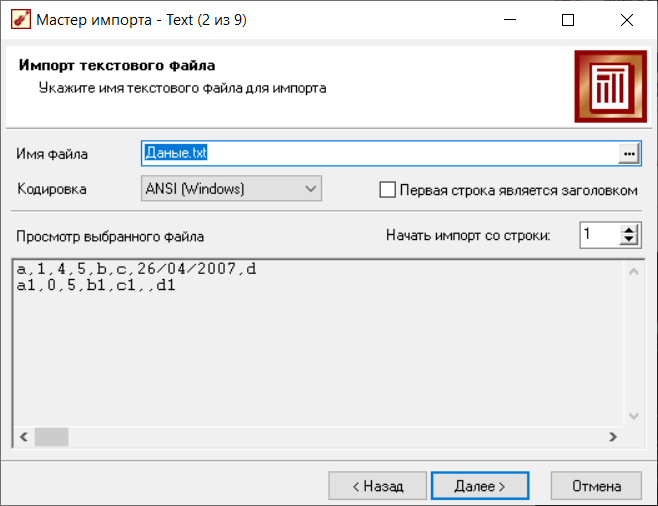 Мастер импорта - Text (2 из 9)
Импорт текстового файла
Укажите имя текстового файла для импорта
Имя файла
Даные.txt
...
Кодировка
ANSI (Windows)
Первая строка является заголовком
Просмотр выбранного файла
Начать импорт со строки:
1
a,1,4,5,b,c,26/04/2007,d
a1,0,5,b1,c1,,d1
< Назад
Далее >
Отмена